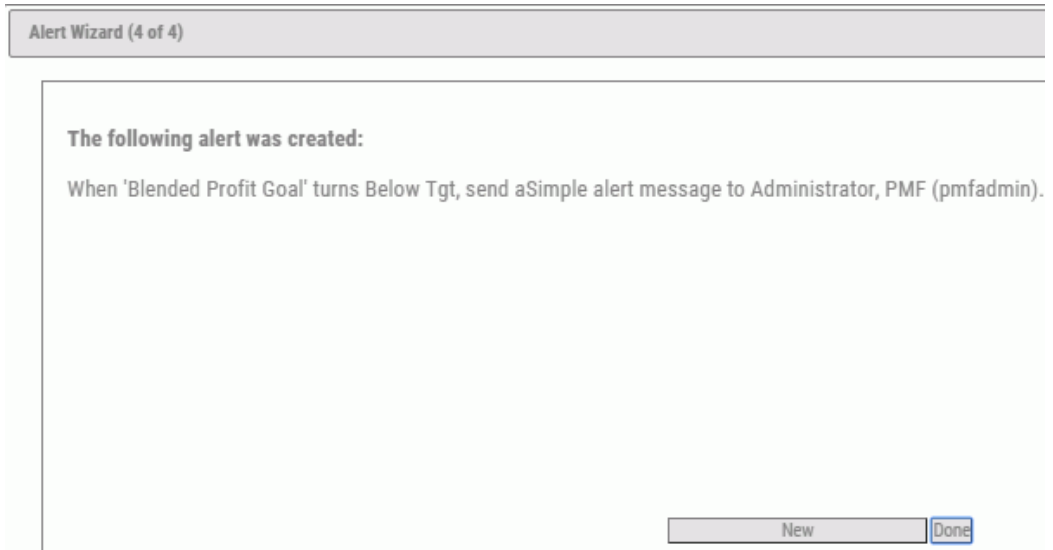 Alert Wizard (4 of 4)
The following alert was created:
When 'Blended Profit Goal' turns Below Tgt, send aSimple alert message to Administrator, PMF (pmfadmin).
New Done